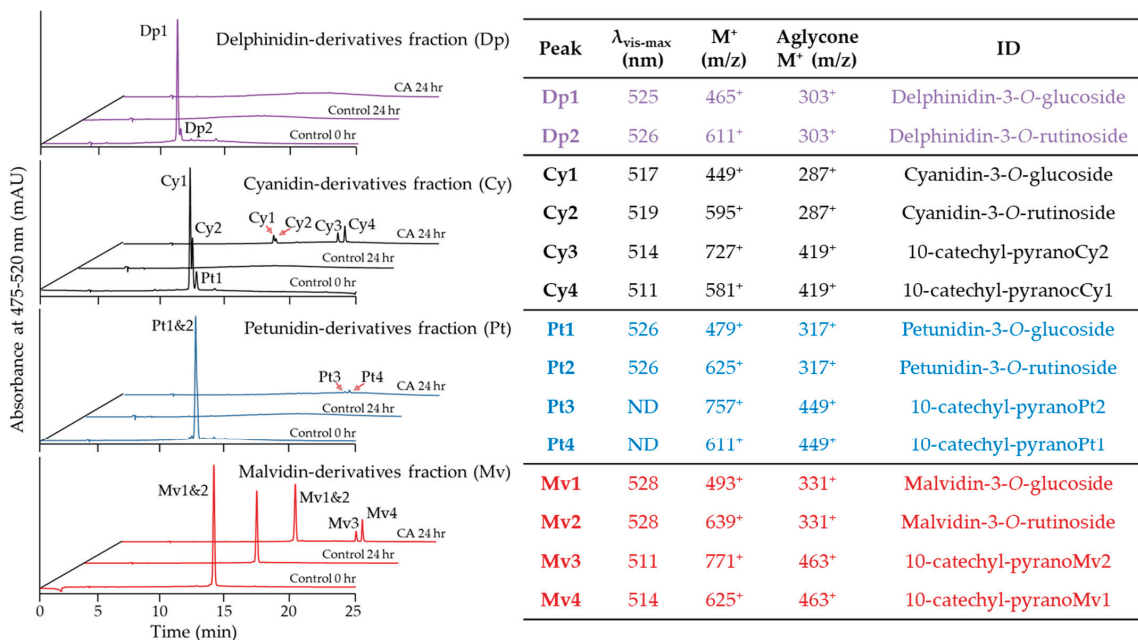 Absorbance at 475-520 nm (mAU)
Delphinidin-derivatives fraction (Dp)
Dp1
CA 24 hr
Control 24 hr
Dp2
Control 0 hr
Cyanidin-derivatives fraction (Cy)
Cy1
Cy2
Cy1
Cy2
Cy3
Cy4
CA 24 hr
Control 24 hr
Pt1
Control 0 hr
Petunidin-derivatives fraction (Pt)
Pt1&2
Pt3
Pt4
CA 24 hr
Control 24 hr
Control 0 hr
Malvidin-derivatives fraction (Mv)
Mv1&2
Mv1&2
Mv3
Mv4
CA 24 hr
Control 24 hr
Control 0 hr
0 5 10 15 20 25
Time (min)
Peak λvis-max (nm) M+ (m/z) Aglycone M+ (m/z) ID
Dp1 525 465+ 303+ Delphinidin-3-O-glucoside
Dp2 526 611+ 303+ Delphinidin-3-O-rutinoside
Cy1 517 449+ 287+ Cyanidin-3-O-glucoside
Cy2 519 595+ 287+ Cyanidin-3-O-rutinoside
Cy3 514 727+ 419+ 10-catechyl-pyranoCy2
Cy4 511 581+ 419+ 10-catechyl-pyranocCy1
Pt1 526 479+ 317+ Petunidin-3-O-glucoside
Pt2 526 625+ 317+ Petunidin-3-O-rutinoside
Pt3 ND 757+ 449+ 10-catechyl-pyranoPt2
Pt4 ND 611+ 449+ 10-catechyl-pyranoPt1
Mv1 528 493+ 331+ Malvidin-3-O-glucoside
Mv2 528 639+ 331+ Malvidin-3-O-rutinoside
Mv3 511 771+ 463+ 10-catechyl-pyranoMv2
Mv4 514 625+ 463+ 10-catechyl-pyranoMv1